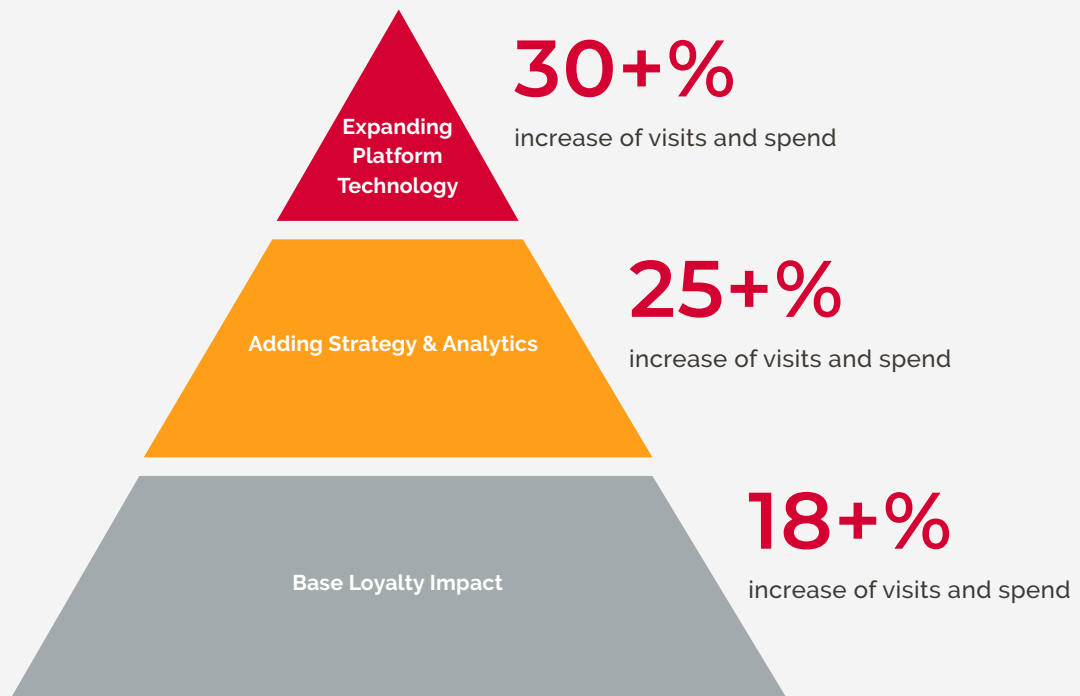 Expanding
Platform
Technology
30+%
increase of visits and spend
Adding Strategy & Analytics
25+%
increase of visits and spend
Base Loyalty Impact
18+%
increase of visits and spend